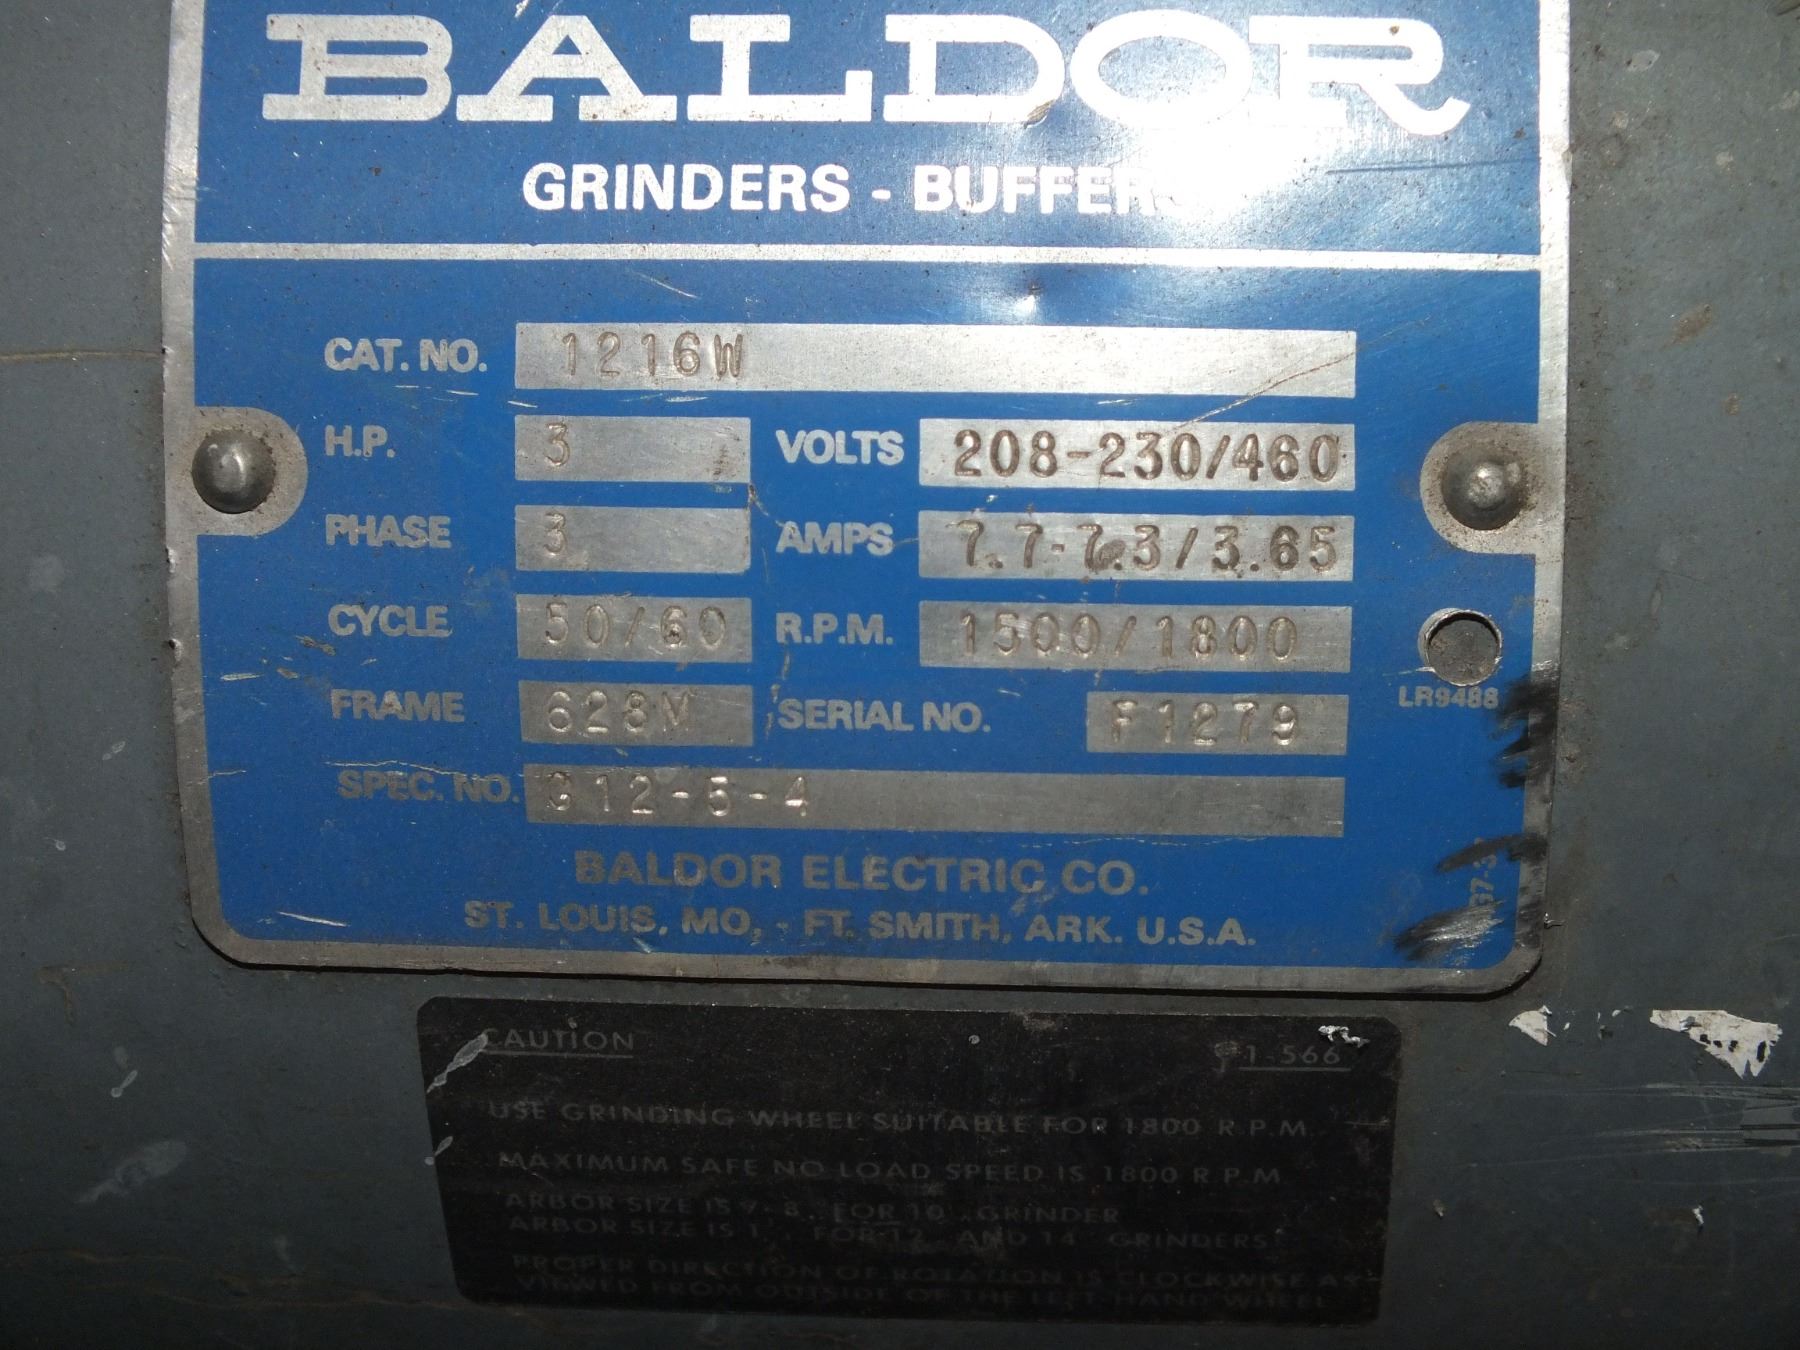 BALDOR
GRINDERS - BUFFERS
CAT. NO. 1216W
H.P. 3 VOLTS 208-230/460
PHASE 3 AMPS 7.7-7.3/3.65
CYCLE 50/60 R.P.M. 1500/1800
FRAME 628M SERIAL NO. F1279
LR9488
SPEC. NO. G12-5-4
BALDOR ELECTRIC CO.
ST. LOUIS, MO, - FT. SMITH, ARK. U.S.A.
CAUTION 1-566
USE GRINDING WHEEL SUITABLE FOR 1800 R.P.M.
MAXIMUM SAFE NO LOAD SPEED IS 1800 R.P.M
ARBOR SIZE IS FOR 10" GRINDER
ARBOR SIZE IS 1", FOR 12" AND 14" GRINDERS
PROPER DIRECTION OF ROTATION IS CLOCKWISE AS
VIEWED FROM OUTSIDE OF THE LEFT HAND WHEEL